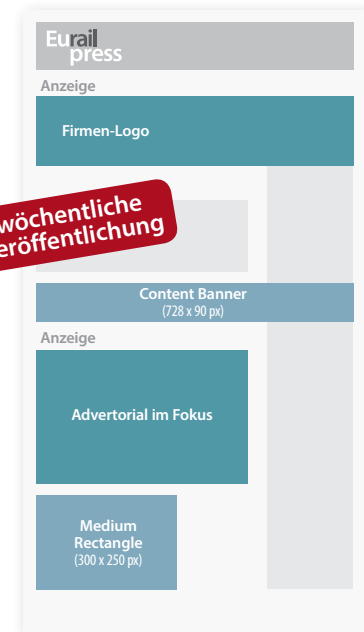 Eurail
press
Anzeige
Firmen-Logo
wöchentliche
eröffentlichung
Content Banner
(728 x 90 px)
Anzeige
Advertorial im Fokus
Medium
Rectangle
(300 x 250 px)